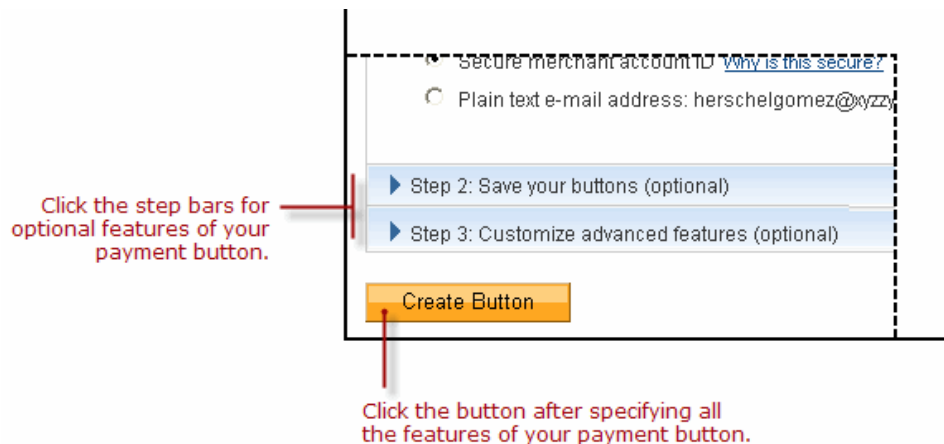 Secure merchant account ID Why is this secure?
Plain text e-mail address: herschelgomez@xyzzy
Step 2: Save your buttons (optional)
Click the step bars for
optional features of your
payment button.
Step 3: Customize advanced features (optional)
Create Button
Click the button after specifying all
the features of your payment button.